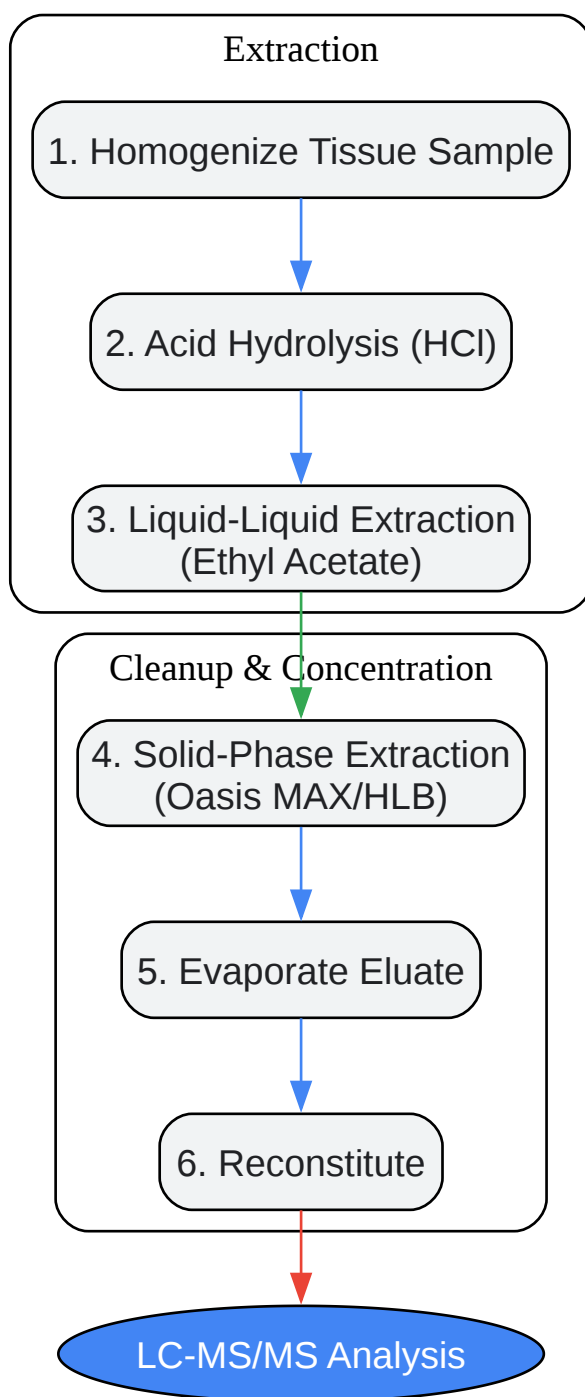 Extraction
1. Homogenize Tissue Sample
2. Acid Hydrolysis (HCl)
3. Liquid-Liquid Extraction
(Ethyl Acetate)
Cleanup & Concentration
4. Solid-Phase Extraction
(Oasis MAX/HLB)
5. Evaporate Eluate
6. Reconstitute
LC-MS/MS Analysis